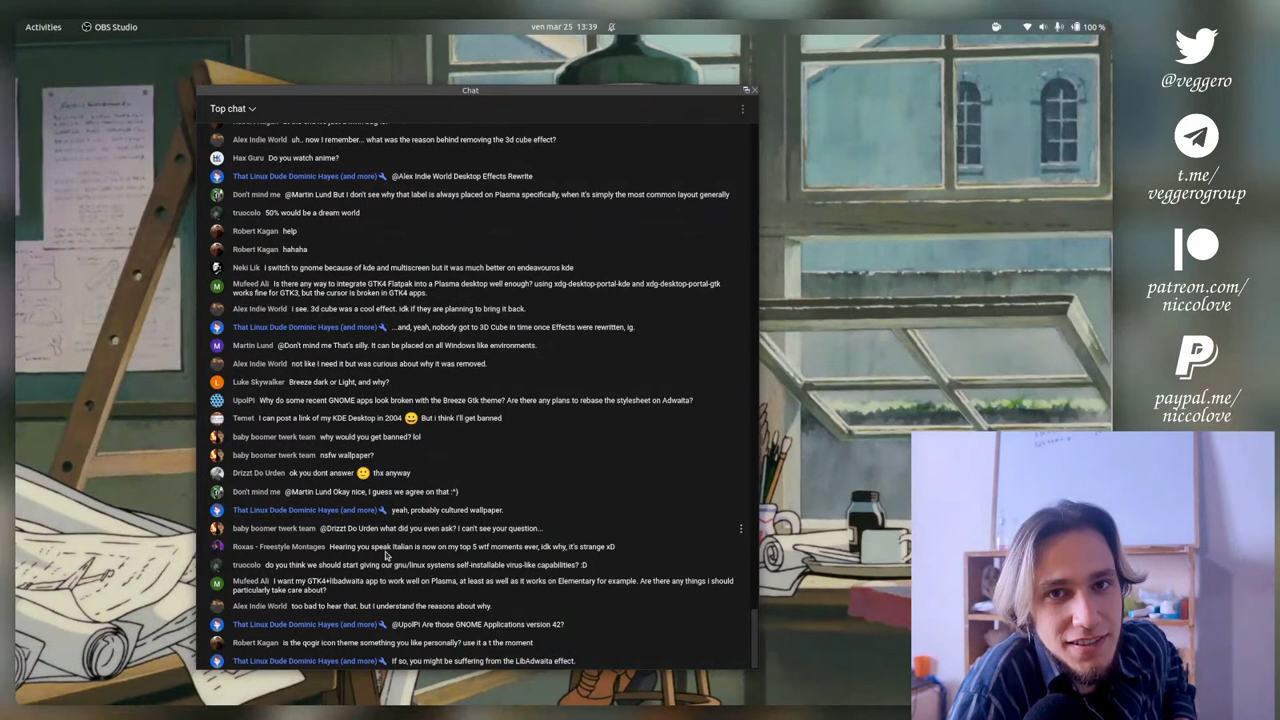 Activities
OBS Studio
ven mar 25 13:39
100 %
Chat
Top chat
Alex Indie World uh.. now I remember... what was the reason behind removing the 3d cube effect?
Hax Guru Do you watch anime?
That Linux Dude Dominic Hayes (and more) @Alex Indie World Desktop Effects Rewrite
Don't mind me @Martin Lund But I don't see why that label is always placed on Plasma specifically, when it's simply the most common layout generally
truocolo 50% would be a dream world
Robert Kagan help
Robert Kagan hahaha
Neki Lik I switch to gnome because of kde and multiscreen but it was much better on endeavouros kde
Mufeed Ali Is there any way to integrate GTK4 Flatpak into a Plasma desktop well enough? using xdg-desktop-portal-kde and xdg-desktop-portal-gtk
works fine for GTK3, but the cursor is broken in GTK4 apps.
Alex Indie World I see. 3d cube was a cool effect. idk if they are planning to bring it back.
That Linux Dude Dominic Hayes (and more) ...and, yeah, nobody got to 3D Cube in time once Effects were rewritten, ig.
Martin Lund @Don't mind me That's silly. It can be placed on all Windows like environments.
Alex Indie World not like I need it but was curious about why it was removed.
Luke Skywalker Breeze dark or Light, and why?
UpolPi Why do some recent GNOME apps look broken with the Breeze Gtk theme? Are there any plans to rebase the stylesheet on Adwaita?
Temet I can post a link of my KDE Desktop in 2004 😀 But i think I'll get banned
baby boomer twerk team why would you get banned? lol
baby boomer twerk team nsfw wallpaper?
Drizzt Do Urden ok you dont answer 🙂 thx anyway
Don't mind me @Martin Lund Okay nice, I guess we agree on that :^)
That Linux Dude Dominic Hayes (and more) yeah, probably cultured wallpaper.
baby boomer twerk team @Drizzt Do Urden what did you even ask? I can't see your question...
Roxas - Freestyle Montages Hearing you speak Italian is now on my top 5 wtf moments ever, idk why, it's strange xD
truocolo do you think we should start giving our gnu/linux systems self-installable virus-like capabilities? :D
Mufeed Ali I want my GTK4+libadwaita app to work well on Plasma, at least as well as it works on Elementary for example. Are there any things i should
particularly take care about?
Alex Indie World too bad to hear that. but I understand the reasons about why.
That Linux Dude Dominic Hayes (and more) @UpolPi Are those GNOME Applications version 42?
Robert Kagan is the qogir icon theme something you like personally? use it a t the moment
That Linux Dude Dominic Hayes (and more) If so, you might be suffering from the LibAdwaita effect.
@veggero
t.me/
veggerogroup
patreon.com/
niccolove
paypal.me/
niccolove